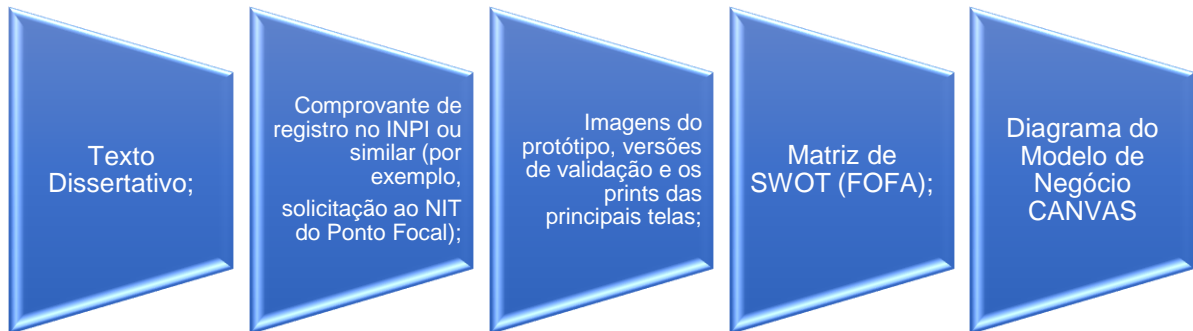 Texto
Dissertativo;
Comprovante de
registro no INPI ou
similar (por
exemplo,
solicitação ao NIT
do Ponto Focal);
Imagens do
protótipo, versões
de validação e os
prints das
principais telas;
Matriz de
SWOT (FOFA);
Diagrama do
Modelo de
Negócio
CANVAS